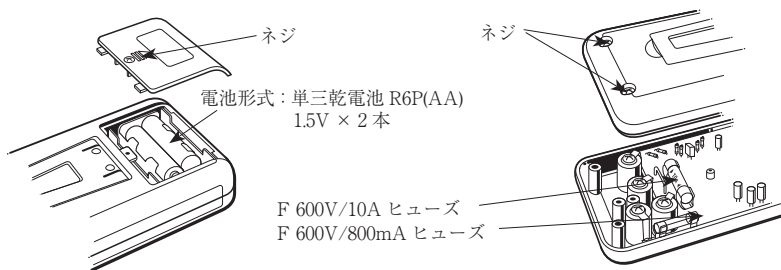 ネジ
電池形式：単三乾電池 R6P(AA)
1.5V × 2 本
ネジ
F 600V/10A ヒューズ
F 600V/800mA ヒューズ